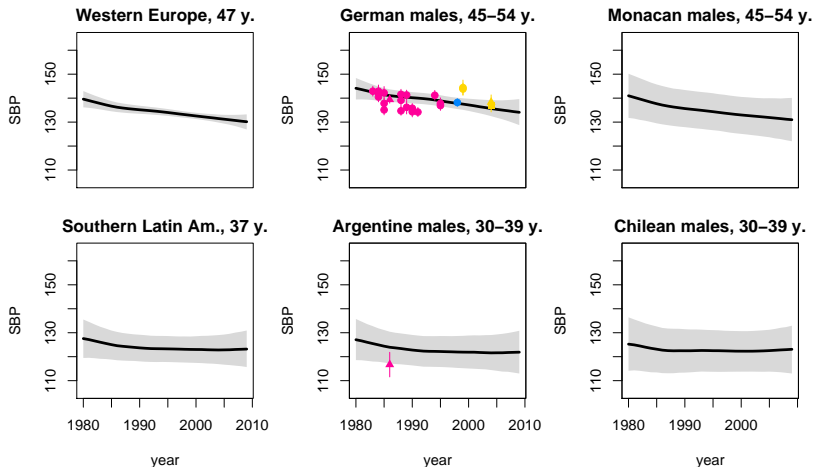 Western Europe, 47 y.
German males, 45−54 y.
Monacan males, 45−54 y.
SBP
110
130
150
SBP
110
130
150
SBP
110
130
150
Southern Latin Am., 37 y.
Argentine males, 30−39 y.
Chilean males, 30−39 y.
SBP
110
130
150
SBP
110
130
150
SBP
110
130
150
1980 1990 2000 2010
1980 1990 2000 2010
1980 1990 2000
year
year
year